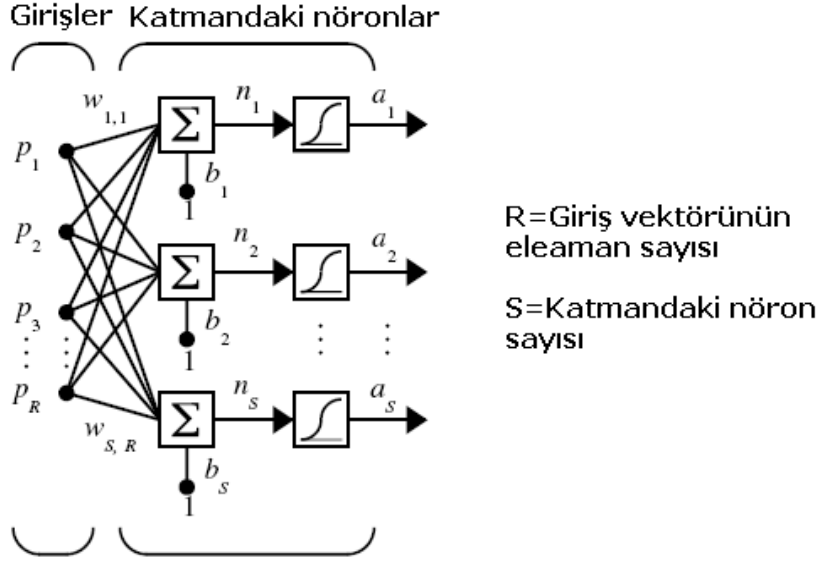 Girişler Katmandaki nöronlar
w1,1 n1 a1
p1 Σ
b1
1
p2 n2 a2
Σ
p3 b2
1
pR nS aS
wS, R Σ
bS
1
R=Giriş vektörünün
eleaman sayısı
S=Katmandaki nöron
sayısı